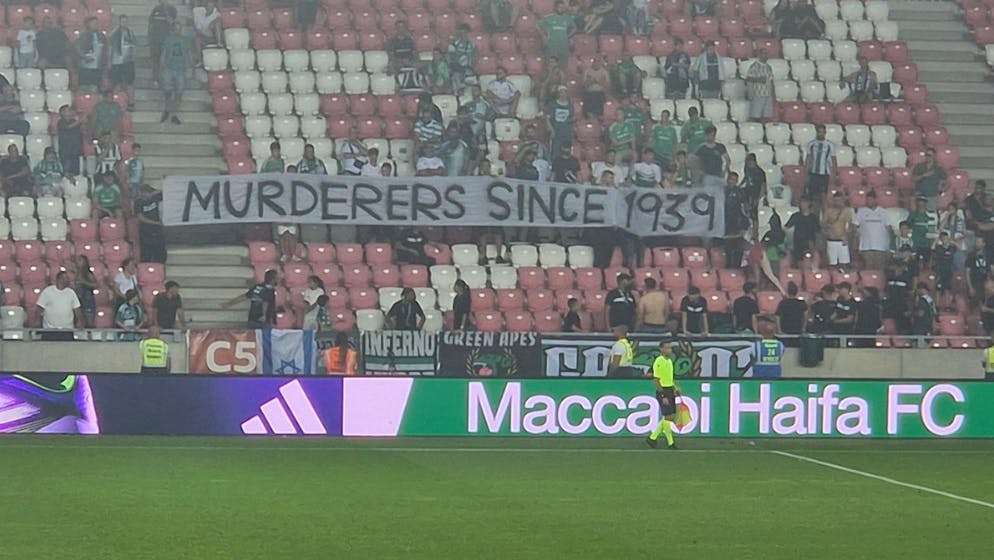 MURDERERS SINCE 1939
C5
INFERNO
GREEN APES
Maccabi Haifa FC